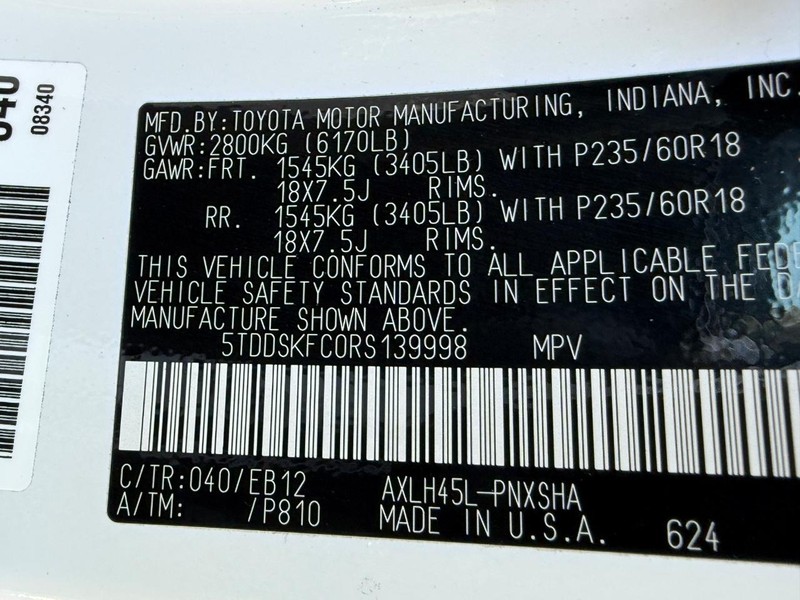 08340
MFD.BY:TOYOTA MOTOR MANUFACTURING, INDIANA, INC.
GVWR:2800KG (6170LB)
GAWR:FRT. 1545KG (3405LB) WITH P235/60R18
18X7.5J RIMS.
RR. 1545KG (3405LB) WITH P235/60R18
18X7.5J RIMS.
THIS VEHICLE CONFORMS TO ALL APPLICABLE FEDE
VEHICLE SAFETY STANDARDS IN EFFECT ON THE D
MANUFACTURE SHOWN ABOVE.
5TDDSKFC0RS139998 MPV
C/TR:040/EB12 AXLH45L-PNXSHA
A/TM: /P810 MADE IN U.S.A. 624